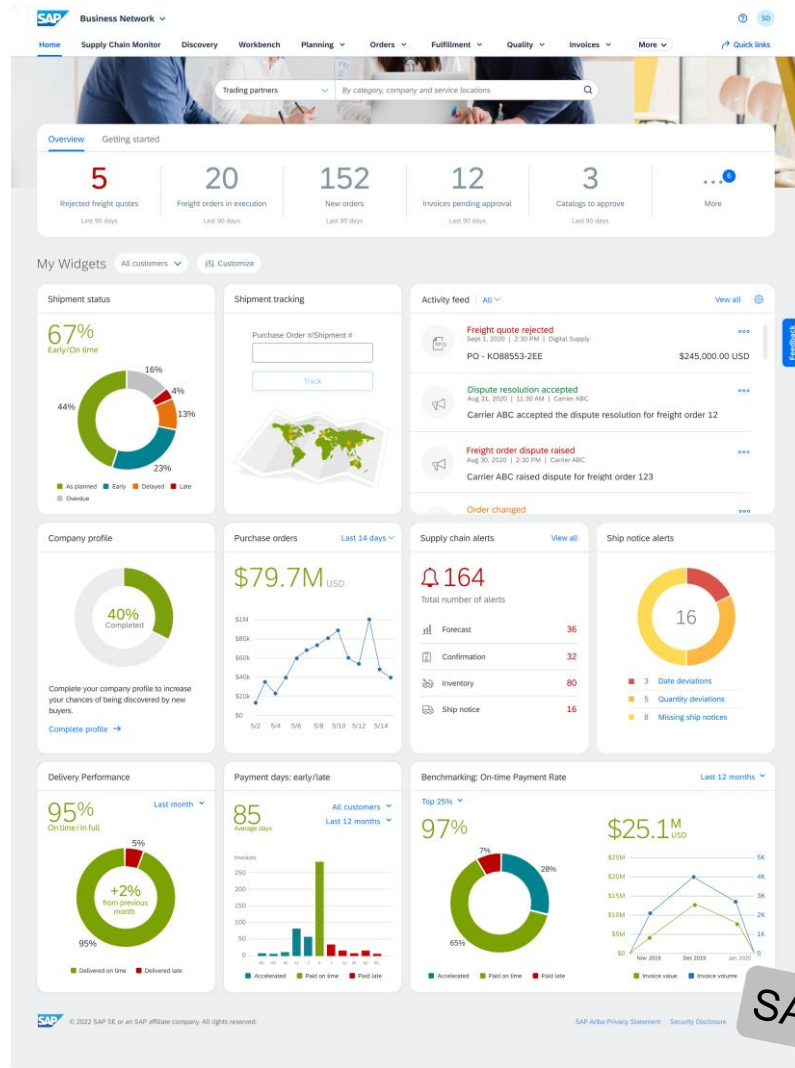 SAP Business Network
SD
Home Supply Chain Monitor Discovery Workbench Planning Orders Fulfillment Quality Invoices More Quick links
Trading partners By category, company and service locations
Overview Getting started
5 20 152 12 3 ... 6
Rejected freight quotes Freight orders in execution New orders Invoices pending approval Catalogs to approve More
Last 90 days Last 90 days Last 90 days Last 90 days Last 90 days
My Widgets All customers Customize
Feedback
Shipment status
67%
Early/On time
16%
4%
44%
13%
23%
As planned Early Delayed Late
Overdue
Shipment tracking
Purchase Order #/Shipment #
Track
Activity feed All Vew all
Freight quote rejected
Sept 1, 2020 | 2:30 PM | Digital Supply
PO - KO88553-2EE $245,000.00 USD
Dispute resolution accepted
Aug 31, 2020 | 11:30 AM | Carrier ABC
Carrier ABC accepted the dispute resolution for freight order 12
Freight order dispute raised
Aug 30, 2020 | 2:30 PM | Carrier ABC
Carrier ABC raised dispute for freight order 123
Order changed
Company profile
40%
Completed
Complete your company profile to increase
your chances of being discovered by new
buyers.
Complete profile
Purchase orders Last 14 days
$79.7M USD
$1M
$80k
$60k
$40k
$20k
$0
5/2 5/4 5/6 5/8 5/10 5/12 5/14
Supply chain alerts View all
164
Total number of alerts
Forecast 36
Confirmation 32
Inventory 80
Ship notice 16
Ship notice alerts
16
3 Date deviations
5 Quantity deviations
8 Missing ship notices
Delivery Performance
95% Last month
On time/In full
5%
+2%
from previous
month
95%
Delivered on time Delivered late
Payment days: early/late
85 All customers
Average days Last 12 months
Invoices
250
200
150
100
50
0
Accelerated Paid on time Paid late
Benchmarking: On-time Payment Rate Last 12 months
Top 25%
97%
7%
28%
65%
Accelerated Paid on time Paid late
$25.1M USD
$25M 5K
$20M 4K
$15M 3K
$10M 2K
$5M 1K
$0 0
Nov 2019 Dec 2019 Jan 2020
Invoice value Invoice volume
SAP © 2022 SAP SE or an SAP affiliate company. All rights reserved. SAP Ariba Privacy Statement Security Disclosure